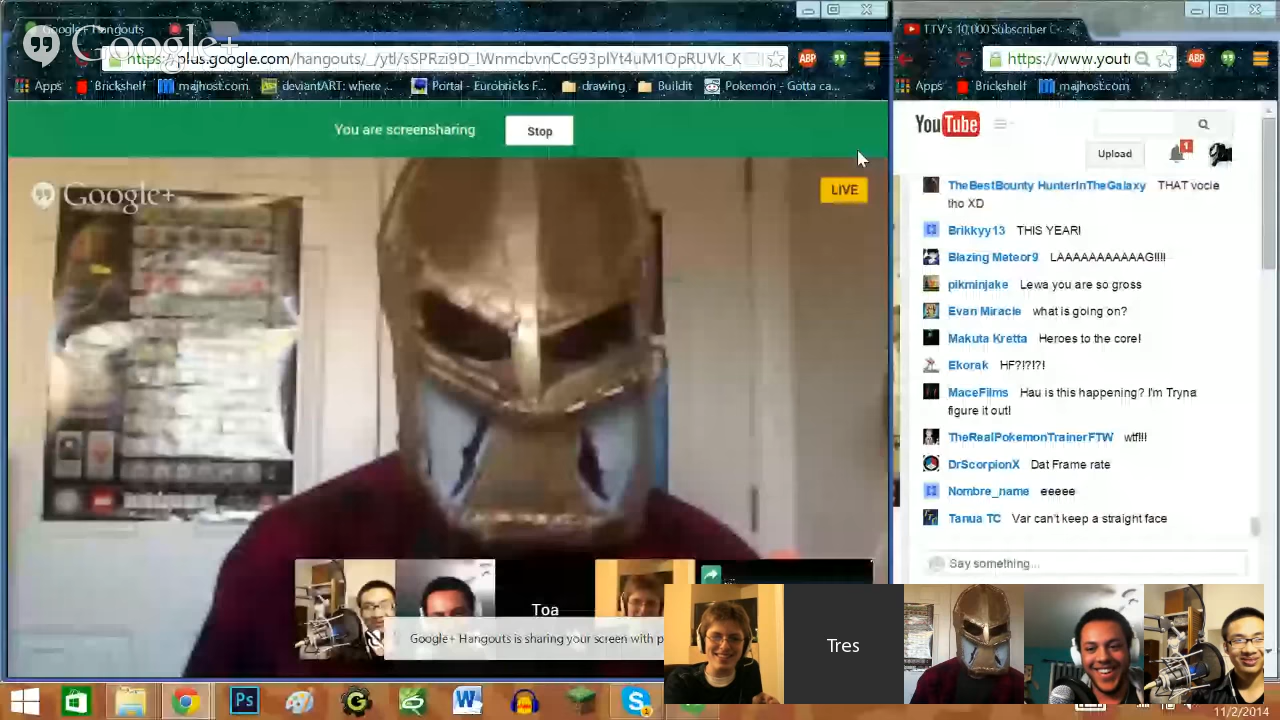 Google+ Hangouts
TTV's 10,000 Subscriber
Google+
https://plus.google.com/hangouts/_/ytl/
https://www.yout
ABP
ABP
Apps
Brickshelf
majhost.com
deviantART: where ...
Portal - Eurobricks F...
drawing
Buildit
Pokemon - Gotta ca...
Apps
Brickshelf
majhost.com
You are screensharing
Stop
Google+
LIVE
YouTube
Upload
1
TheBestBounty HunterInTheGalaxy THAT vocie
tho XD
Brikkyy13 THIS YEAR!
Blazing Meteor9 LAAAAAAAAAAAG!!!!
pikminjake Lewa you are so gross
Evan Miracle what is going on?
Makuta Kretta Heroes to the core!
Ekorak HF?!?!?!
MaceFilms Hau is this happening? I'm Tryna
figure it out!
TheRealPokemonTrainerFTW wtf!!!
DrScorpionX Dat Frame rate
Nombre_name eeeee
Tanua TC Var can't keep a straight face
Say something...
Toa
Google+ Hangouts is sharing your screen with p
Tres
11/2/2014